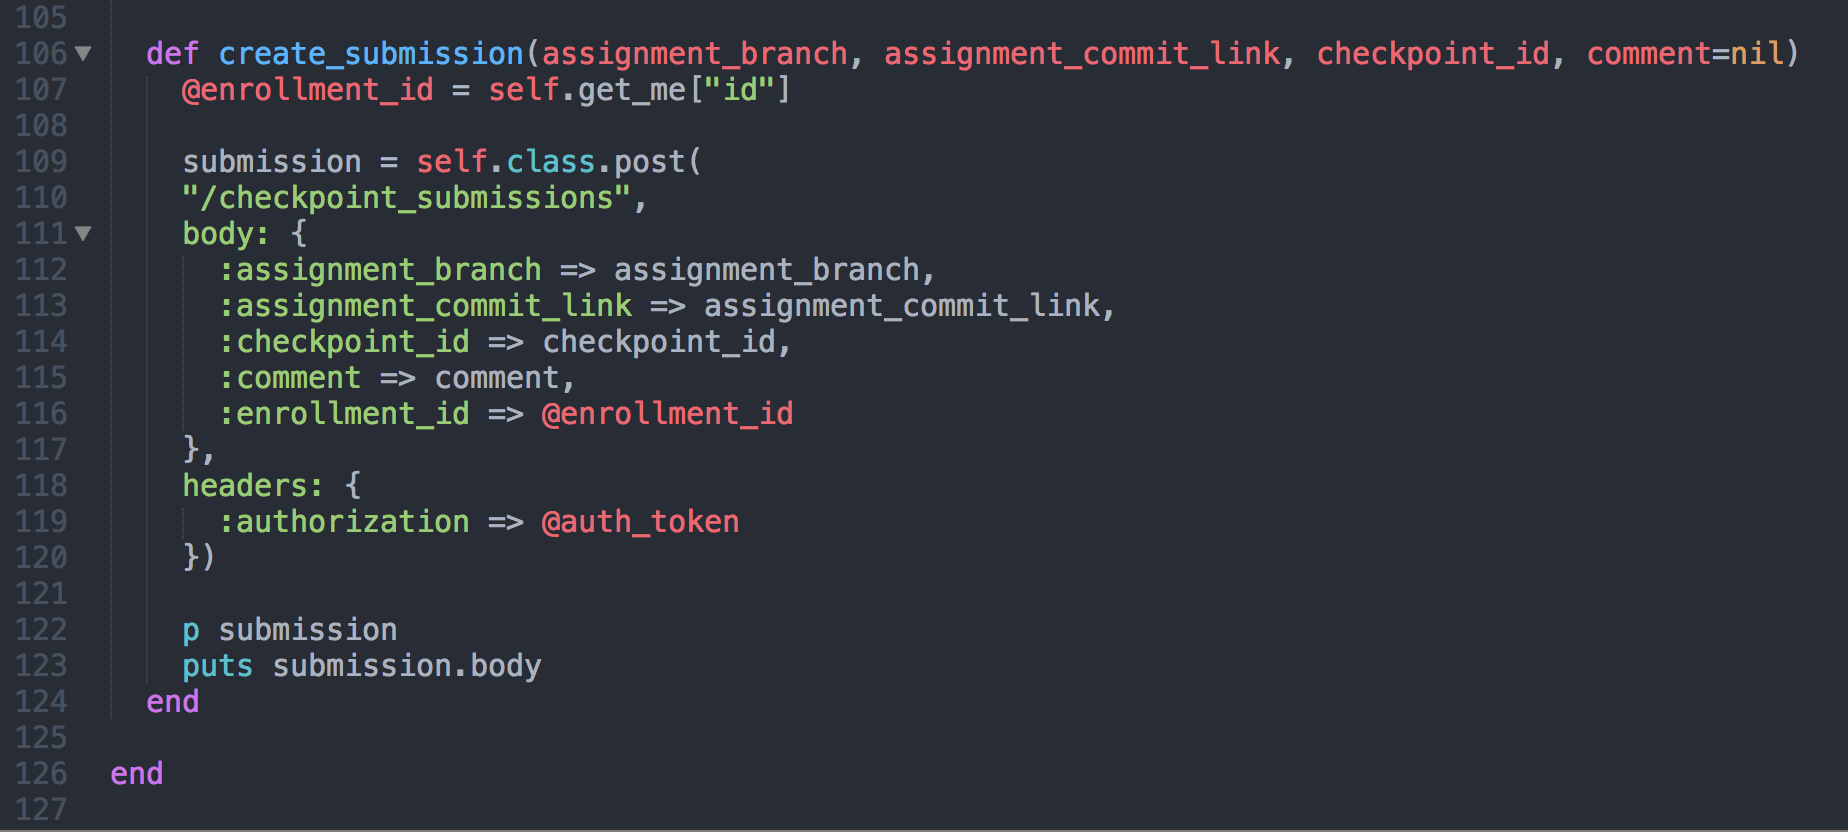 105
106 def create_submission(assignment_branch, assignment_commit_link, checkpoint_id, comment=nil)
107 @enrollment_id = self.get_me["id"]
108
109 submission = self.class.post(
110 "/checkpoint_submissions",
111 body: {
112 :assignment_branch => assignment_branch,
113 :assignment_commit_link => assignment_commit_link,
114 :checkpoint_id => checkpoint_id,
115 :comment => comment,
116 :enrollment_id => @enrollment_id
117 },
118 headers: {
119 :authorization => @auth_token
120 })
121
122 p submission
123 puts submission.body
124 end
125
126 end
127